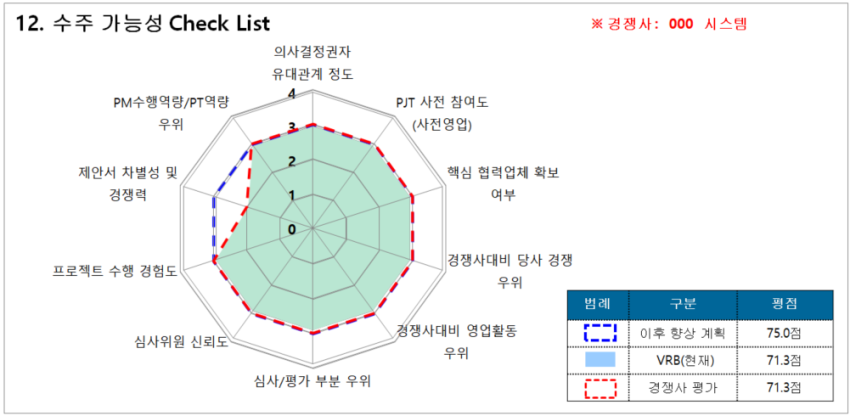 12. 수주 가능성 Check List
※ 경쟁사: 000 시스템
의사결정권자
유대관계 정도
PM수행역량/PT역량
우위
PJT 사전 참여도
(사전영업)
제안서 차별성 및
경쟁력
핵심 협력업체 확보
여부
프로젝트 수행 경험도
경쟁사대비 당사 경쟁
우위
심사위원 신뢰도
경쟁사대비 영업활동
우위
심사/평가 부분 우위
4
3
2
1
0
범례 구분 평점
이후 향상 계획 75.0점
VRB(현재) 71.3점
경쟁사 평가 71.3점